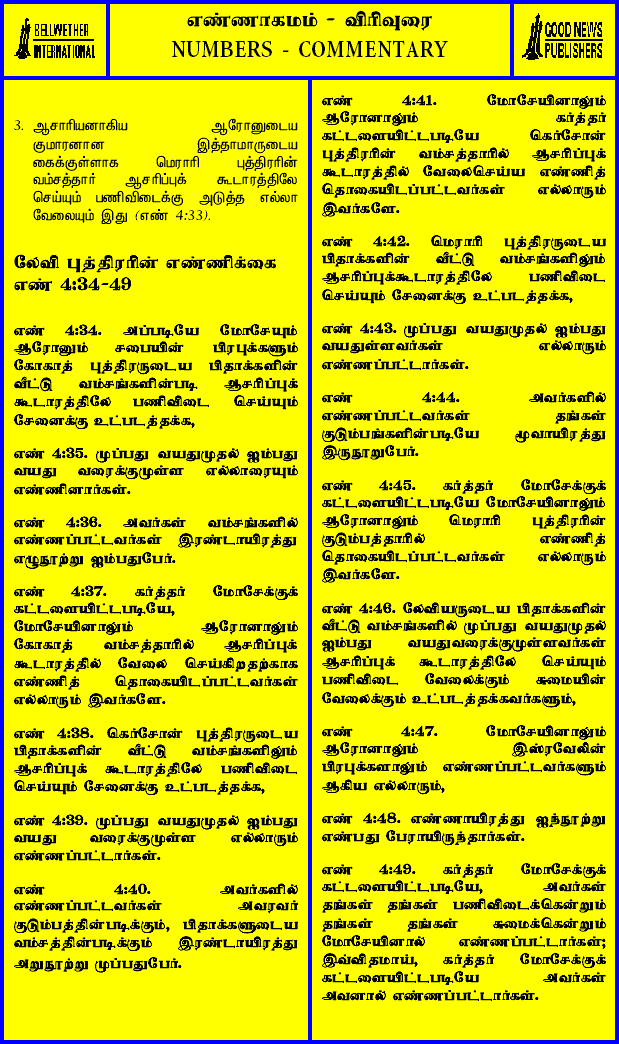 BELLWETHER
INTERNATIONAL
எண்ணாகமம் - விரிவுரை
NUMBERS - COMMENTARY
GOOD NEWS
PUBLISHERS
3. ஆசாரியனாகிய ஆரோனுடைய
குமாரனான இத்தாமாருடைய
கைக்குள்ளாக மெராரி புத்திரரின்
வம்சத்தார் ஆசரிப்புக் கூடாரத்திலே
செய்யும் பணிவிடைக்கு அடுத்த எல்லா
வேலையும் இது (எண் 4:33).
லேவி புத்திரரின் எண்ணிக்கை
எண் 4:34-49
எண் 4:34. அப்படியே மோசேயும்
ஆரோனும் சபையின் பிரபுக்களும்
கோகாத் புத்திரருடைய பிதாக்களின்
வீட்டு வம்சங்களின்படி ஆசரிப்புக்
கூடாரத்திலே பணிவிடை செய்யும்
சேனைக்கு உட்படத்தக்க,
எண் 4:35. முப்பது வயதுமுதல் ஐம்பது
வயது வரைக்குமுள்ள எல்லாரையும்
எண்ணினார்கள்.
எண் 4:36. அவர்கள் வம்சங்களில்
எண்ணப்பட்டவர்கள் இரண்டாயிரத்து
எழுநூற்று ஐம்பதுபேர்.
எண் 4:37. கர்த்தர் மோசேக்குக்
கட்டளையிட்டபடியே,
மோசேயினாலும் ஆரோனாலும்
கோகாத் வம்சத்தாரில் ஆசரிப்புக்
கூடாரத்தில் வேலை செய்கிறதற்காக
எண்ணித் தொகையிடப்பட்டவர்கள்
எல்லாரும் இவர்களே.
எண் 4:38. கெர்சோன் புத்திரருடைய
பிதாக்களின் வீட்டு வம்சங்களிலும்
ஆசரிப்புக் கூடாரத்திலே பணிவிடை
செய்யும் சேனைக்கு உட்படத்தக்க,
எண் 4:39. முப்பது வயதுமுதல் ஐம்பது
வயது வரைக்குமுள்ள எல்லாரும்
எண்ணப்பட்டார்கள்.
எண் 4:40. அவர்களில்
எண்ணப்பட்டவர்கள் அவரவர்
குடும்பத்தின்படிக்கும், பிதாக்களுடைய
வம்சத்தின்படிக்கும் இரண்டாயிரத்து
அறுநூற்று முப்பதுபேர்.
எண் 4:41. மோசேயினாலும்
ஆரோனாலும் கர்த்தர்
கட்டளையிட்டபடியே கெர்சோன்
புத்திரரின் வம்சத்தாரில் ஆசரிப்புக்
கூடாரத்தில் வேலைசெய்ய எண்ணித்
தொகையிடப்பட்டவர்கள் எல்லாரும்
இவர்களே.
எண் 4:42. மெராரி புத்திரருடைய
பிதாக்களின் வீட்டு வம்சங்களிலும்
ஆசரிப்புக்கூடாரத்திலே பணிவிடை
செய்யும் சேனைக்கு உட்படத்தக்க,
எண் 4:43. முப்பது வயதுமுதல் ஐம்பது
வயதுள்ளவர்கள் எல்லாரும்
எண்ணப்பட்டார்கள்.
எண் 4:44. அவர்களில்
எண்ணப்பட்டவர்கள் தங்கள்
குடும்பங்களின்படியே மூவாயிரத்து
இருநூறுபேர்.
எண் 4:45. கர்த்தர் மோசேக்குக்
கட்டளையிட்டபடியே மோசேயினாலும்
ஆரோனாலும் மெராரி புத்திரரின்
குடும்பத்தாரில் எண்ணித்
தொகையிடப்பட்டவர்கள் எல்லாரும்
இவர்களே.
எண் 4:46. லேவியருடைய பிதாக்களின்
வீட்டு வம்சங்களில் முப்பது வயதுமுதல்
ஐம்பது வயதுவரைக்குமுள்ளவர்கள்
ஆசரிப்புக் கூடாரத்திலே செய்யும்
பணிவிடை வேலைக்கும் சுமையின்
வேலைக்கும் உட்படத்தக்கவர்களும்,
எண் 4:47. மோசேயினாலும்
ஆரோனாலும் இஸ்ரவேலின்
பிரபுக்களாலும் எண்ணப்பட்டவர்களும்
ஆகிய எல்லாரும்,
எண் 4:48. எண்ணாயிரத்து ஐந்நூற்று
எண்பது பேராயிருந்தார்கள்.
எண் 4:49. கர்த்தர் மோசேக்குக்
கட்டளையிட்டபடியே, அவர்கள்
தங்கள் தங்கள் பணிவிடைக்கென்றும்
தங்கள் தங்கள் சுமைக்கென்றும்
மோசேயினால் எண்ணப்பட்டார்கள்;
இவ்விதமாய், கர்த்தர் மோசேக்குக்
கட்டளையிட்டபடியே அவர்கள்
அவனால் எண்ணப்பட்டார்கள்.